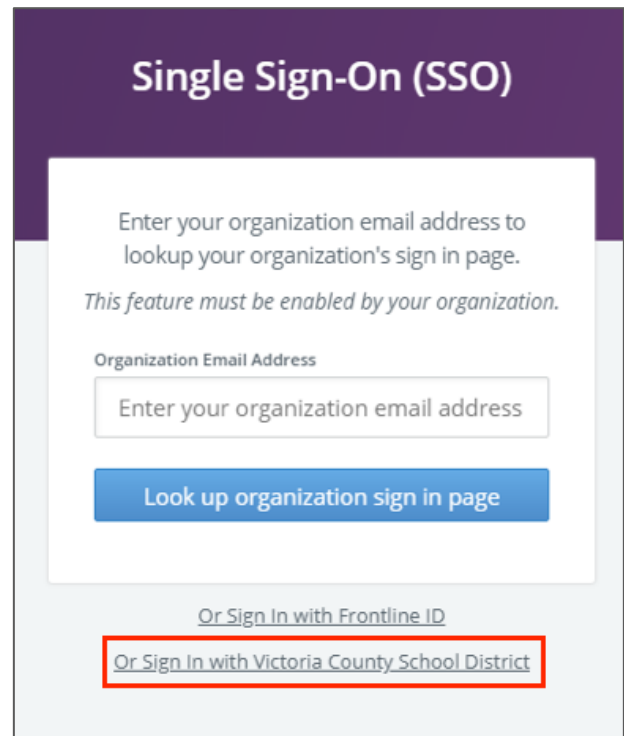 Single Sign-On (SSO)
Enter your organization email address to
lookup your organization's sign in page.
This feature must be enabled by your organization.
Organization Email Address
Enter your organization email address
Look up organization sign in page
Or Sign In with Frontline ID
Or Sign In with Victoria County School District